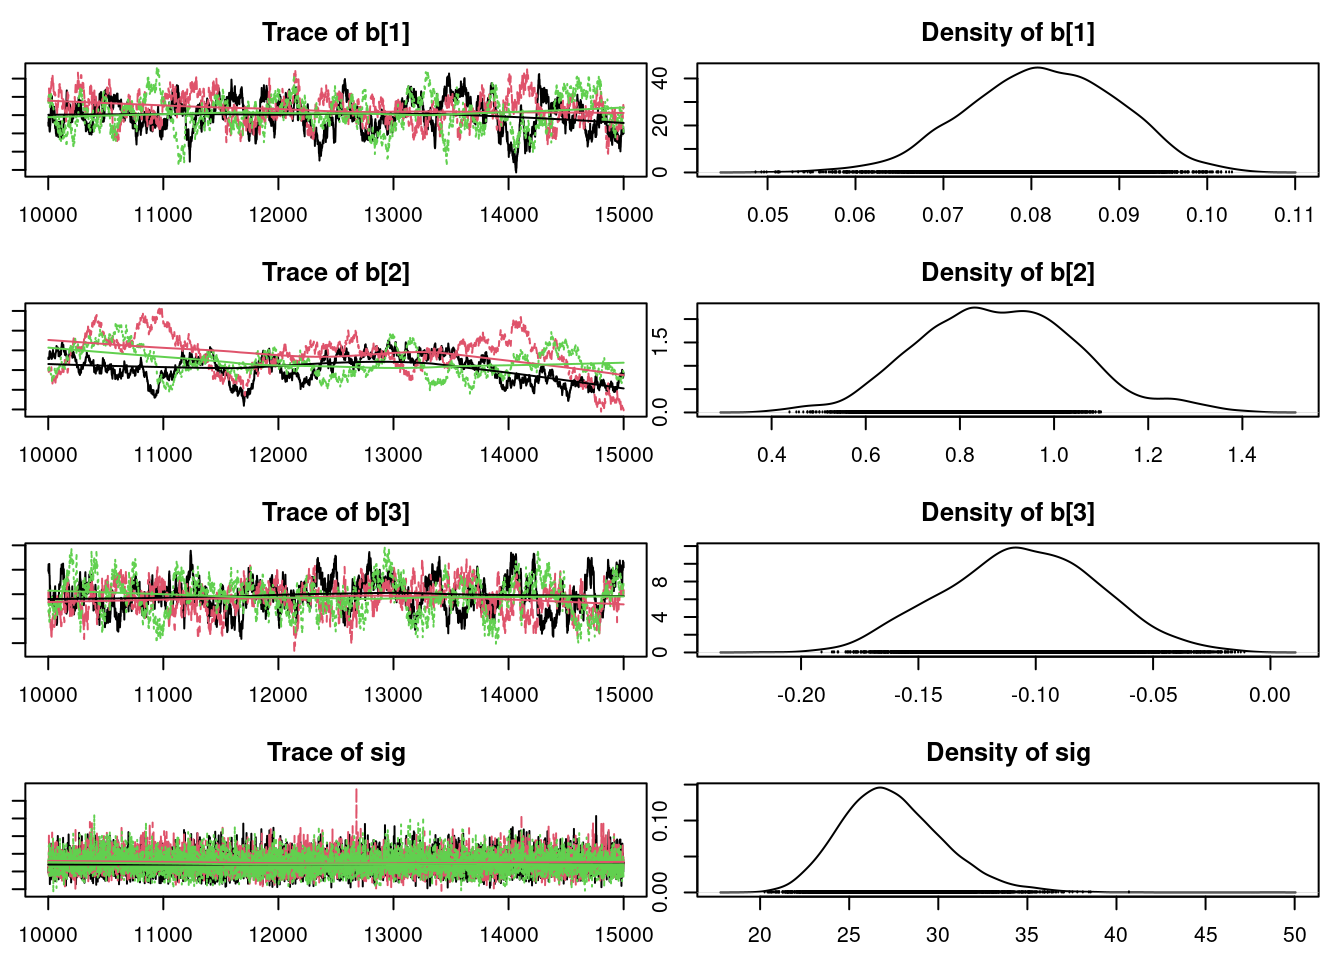 Trace of b[1]
10000 11000 12000 13000 14000 15000
Density of b[1]
0 20 40
0.05 0.06 0.07 0.08 0.09 0.10 0.11
Trace of b[2]
10000 11000 12000 13000 14000 15000
Density of b[2]
0.0 1.5
0.4 0.6 0.8 1.0 1.2 1.4
Trace of b[3]
10000 11000 12000 13000 14000 15000
Density of b[3]
0 4 8
-0.20 -0.15 -0.10 -0.05 0.00
Trace of sig
10000 11000 12000 13000 14000 15000
Density of sig
0.00 0.10
20 25 30 35 40 45 50